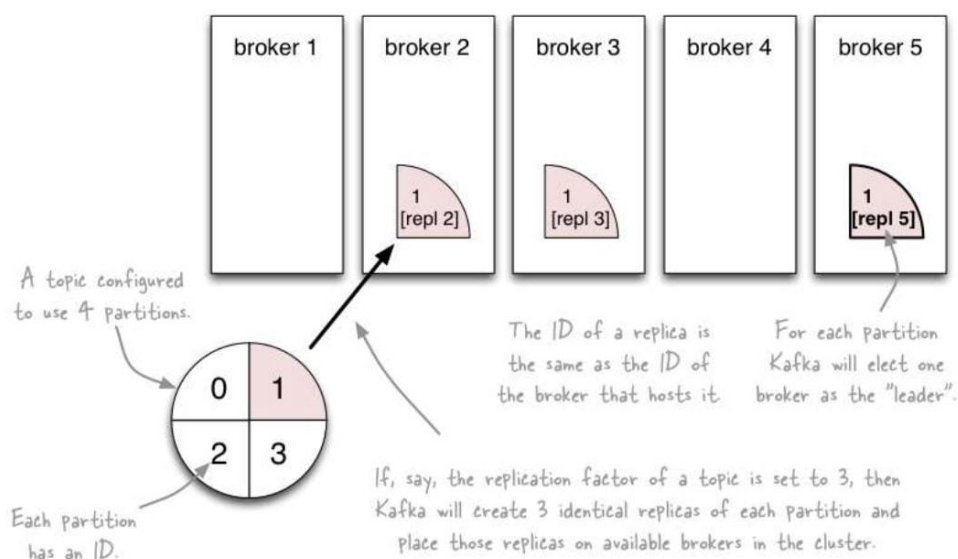 broker 1
broker 2
broker 3
broker 4
broker 5
1
[repl 2]
1
[repl 3]
1
[repl 5]
A topic configured
to use 4 partitions.
0
1
2
3
Each partition
has an ID.
The ID of a replica is
the same as the ID of
the broker that hosts it
For each partition
Kafka will elect one
broker as the "leader".
If, say, the replication factor of a topic is set to 3, then
Kafka will create 3 identical replicas of each partition and
place those replicas on available brokers in the cluster.